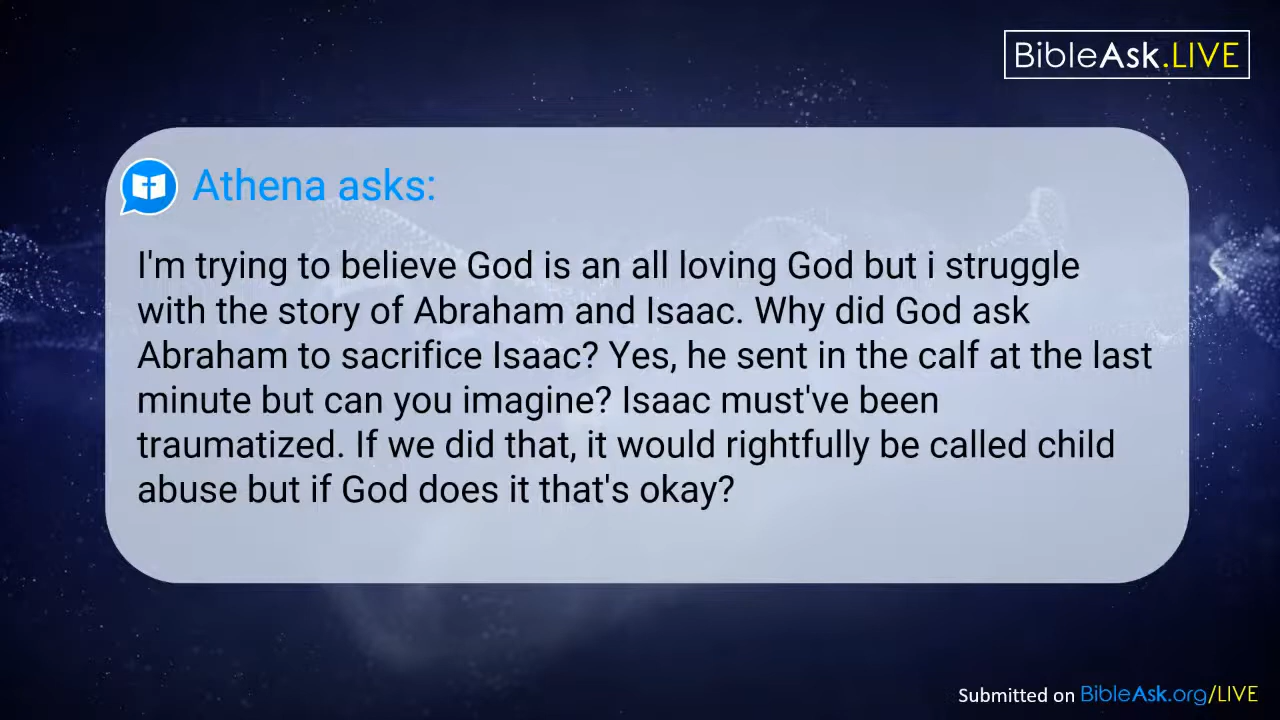 BibleAsk.LIVE
Athena asks:
I'm trying to believe God is an all loving God but i struggle
with the story of Abraham and Isaac. Why did God ask
Abraham to sacrifice Isaac? Yes, he sent in the calf at the last
minute but can you imagine? Isaac must've been
traumatized. If we did that, it would rightfully be called child
abuse but if God does it that's okay?
Submitted on BibleAsk.org/LIVE